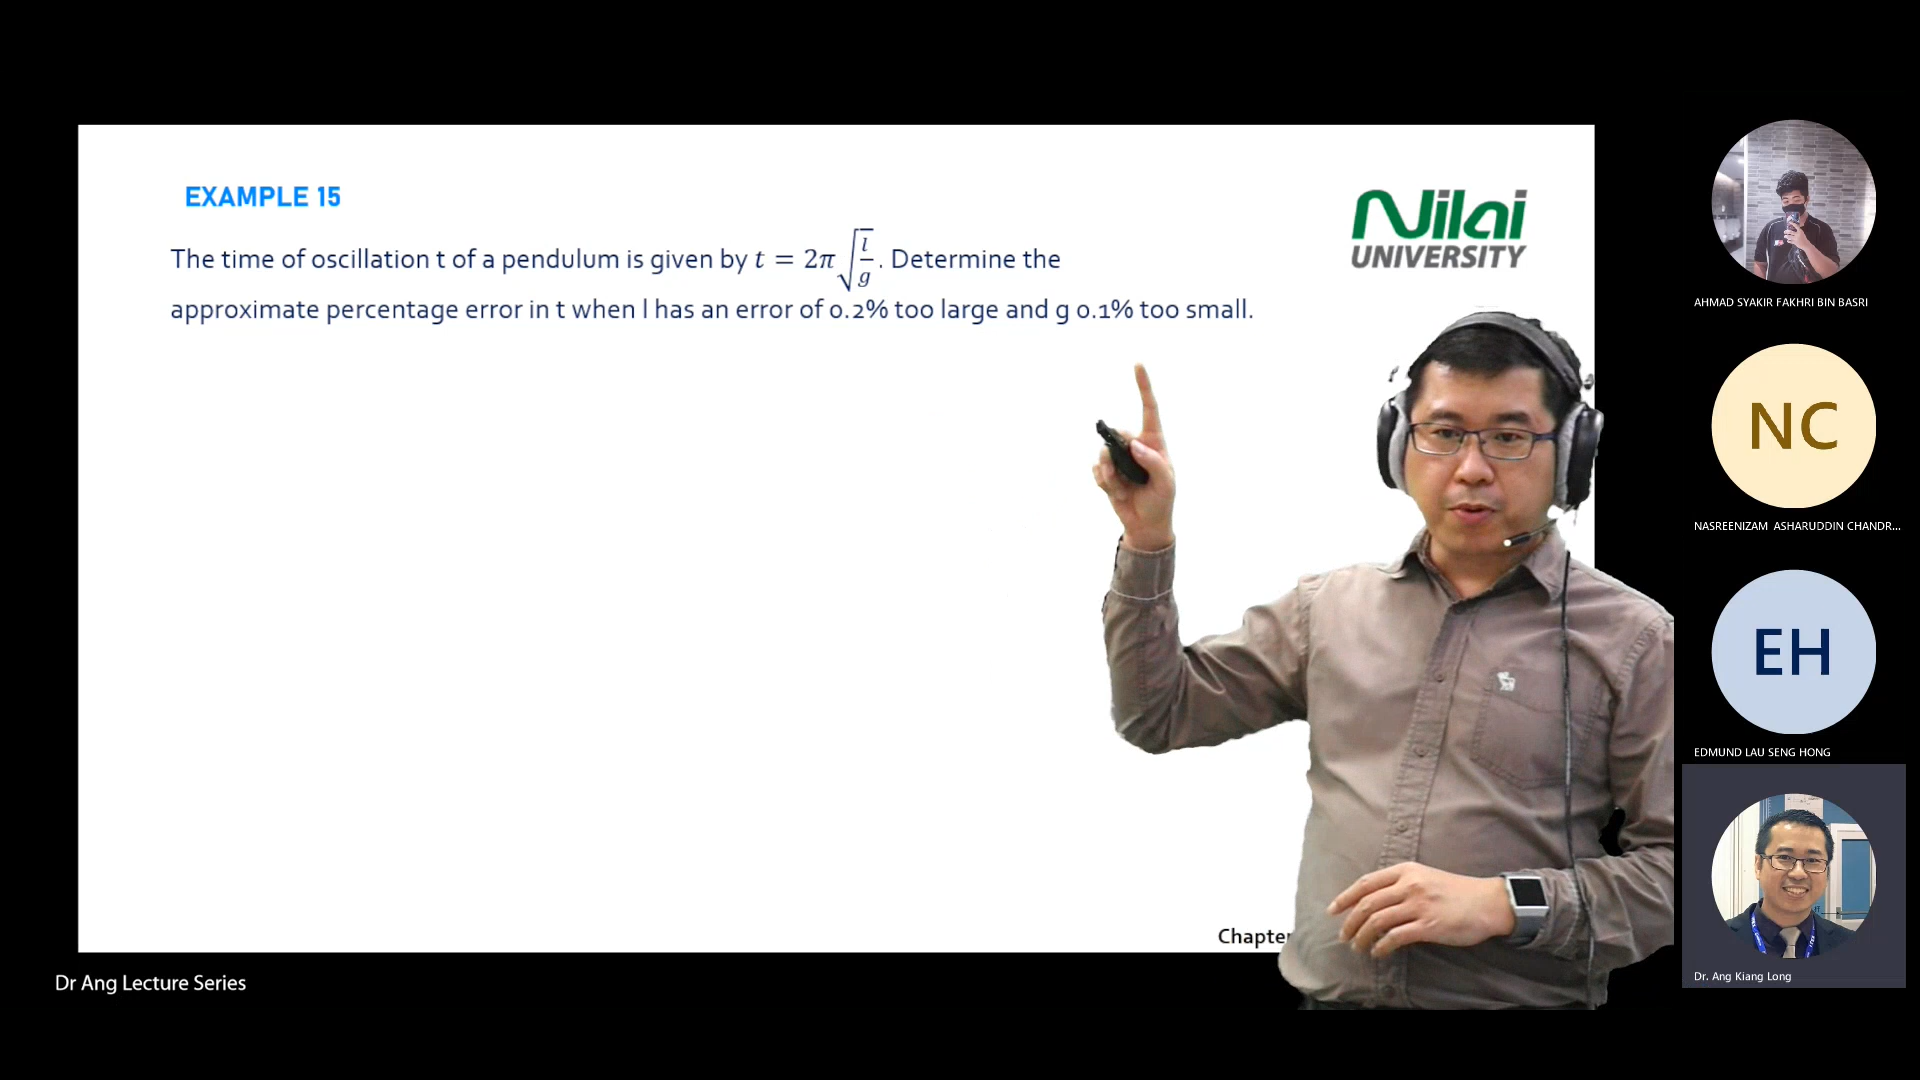 EXAMPLE 15
Nilai
UNIVERSITY
The time of oscillation t of a pendulum is given by t = 2π√(l/g). Determine the
approximate percentage error in t when l has an error of 0.2% too large and g 0.1% too small.
Chapter
Dr Ang Lecture Series
AHMAD SYAKIR FAKHRI BIN BASRI
NC
NASREENIZAM ASHARUDDIN CHANDR...
EH
EDMUND LAU SENG HONG
Dr. Ang Kiang Long